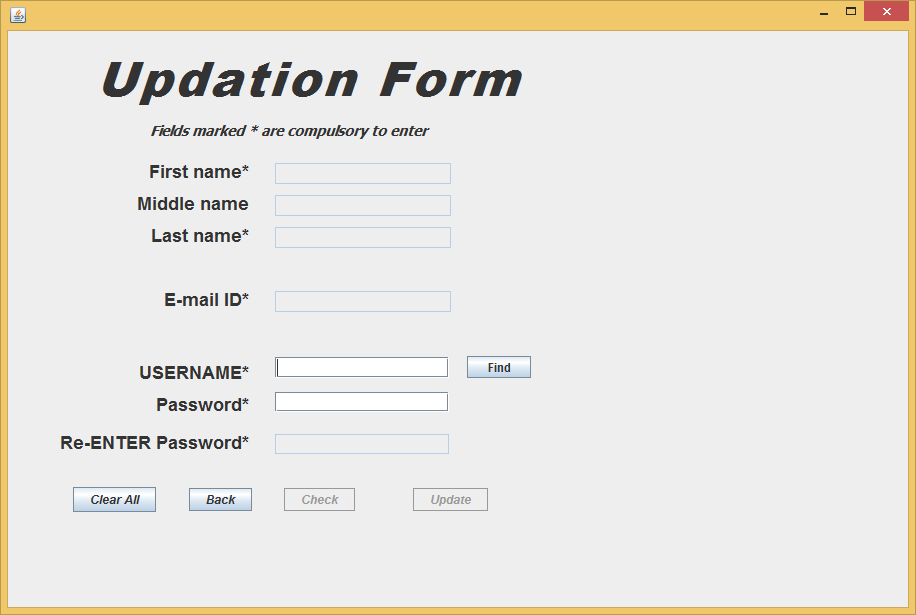 Updation Form
Fields marked * are compulsory to enter
First name*
Middle name
Last name*
E-mail ID*
USERNAME* Find
Password*
Re-ENTER Password*
Clear All Back Check Update